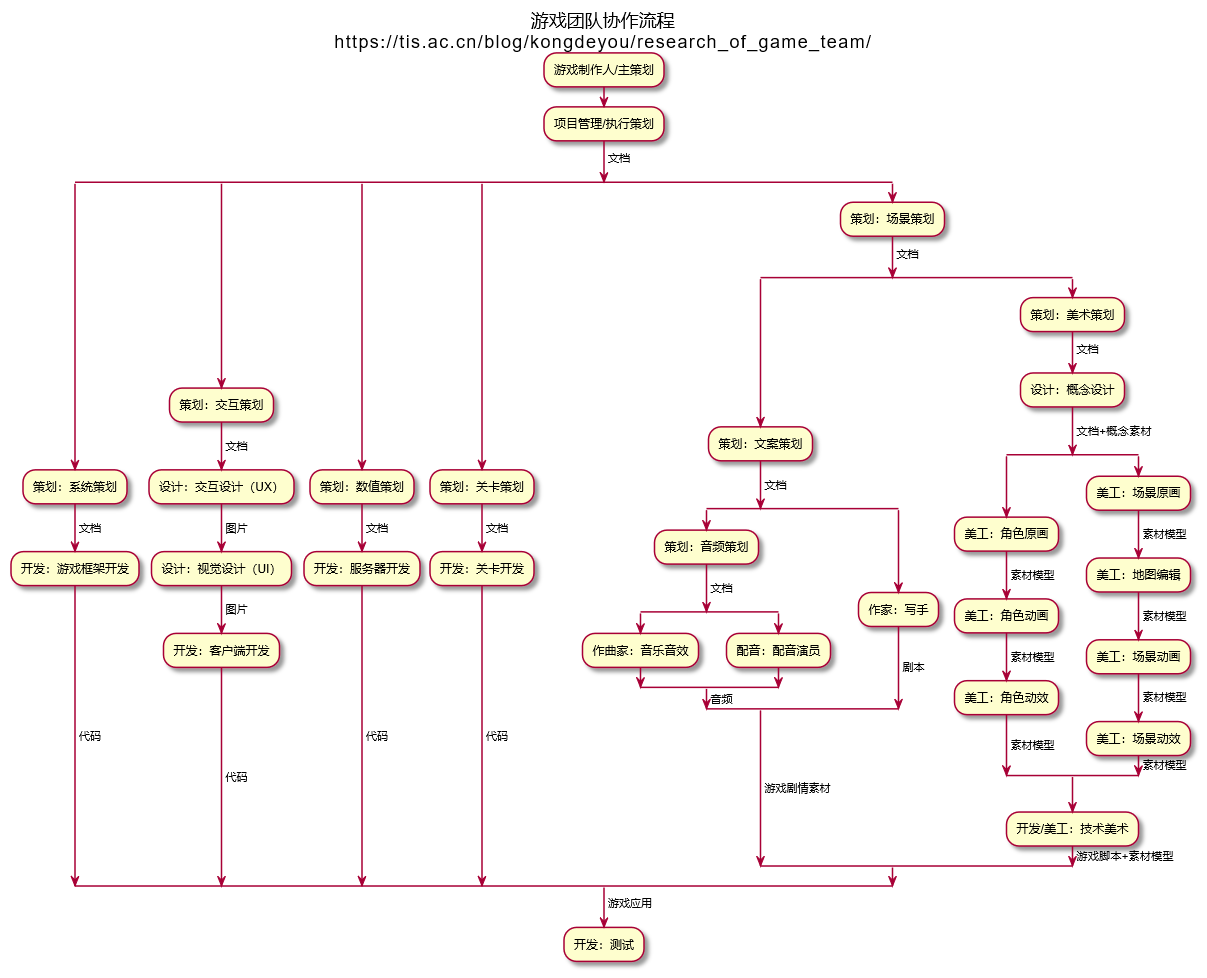 游戏团队协作流程
https://tis.ac.cn/blog/kongdeyou/research_of_game_team/
游戏制作人/主策划
项目管理/执行策划
文档
策划：场景策划
文档
策划：美术策划
文档
设计：概念设计
策划：交互策划
文档+概念素材
策划：文案策划
文档
策划：系统策划
设计：交互设计（UX）
策划：数值策划
策划：关卡策划
文档
美工：场景原画
文档
图片
文档
文档
美工：角色原画
素材模型
策划：音频策划
开发：游戏框架开发
设计：视觉设计（UI）
开发：服务器开发
开发：关卡开发
素材模型
美工：地图编辑
文档
图片
作家：写手
美工：角色动画
素材模型
开发：客户端开发
作曲家：音乐音效
配音：配音演员
剧本
素材模型
美工：场景动画
音频
美工：角色动效
素材模型
代码
代码
代码
素材模型
美工：场景动效
素材模型
代码
游戏剧情素材
开发/美工：技术美术
游戏脚本+素材模型
游戏应用
开发：测试